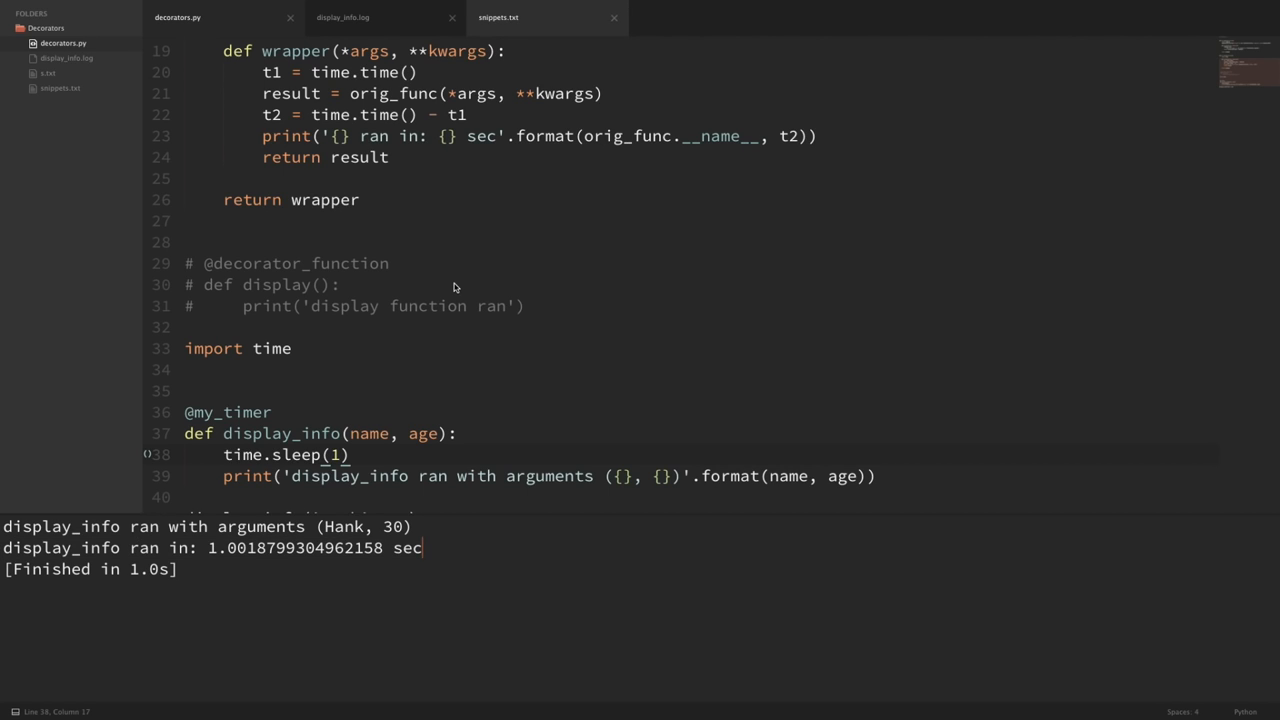 FOLDERS
Decorators
decorators.py
display_info.log
s.txt
snippets.txt
decorators.py
display_info.log
snippets.txt
19     def wrapper(*args, **kwargs):
20         t1 = time.time()
21         result = orig_func(*args, **kwargs)
22         t2 = time.time() - t1
23         print('{} ran in: {} sec'.format(orig_func.__name__, t2))
24         return result
25
26     return wrapper
27
28
29 # @decorator_function
30 # def display():
31 #     print('display function ran')
32
33 import time
34
35
36 @my_timer
37 def display_info(name, age):
38     time.sleep(1)
39     print('display_info ran with arguments ({}, {})'.format(name, age))
40
display_info ran with arguments (Hank, 30)
display_info ran in: 1.0018799304962158 sec
[Finished in 1.0s]
Line 38, Column 17
Spaces: 4
Python